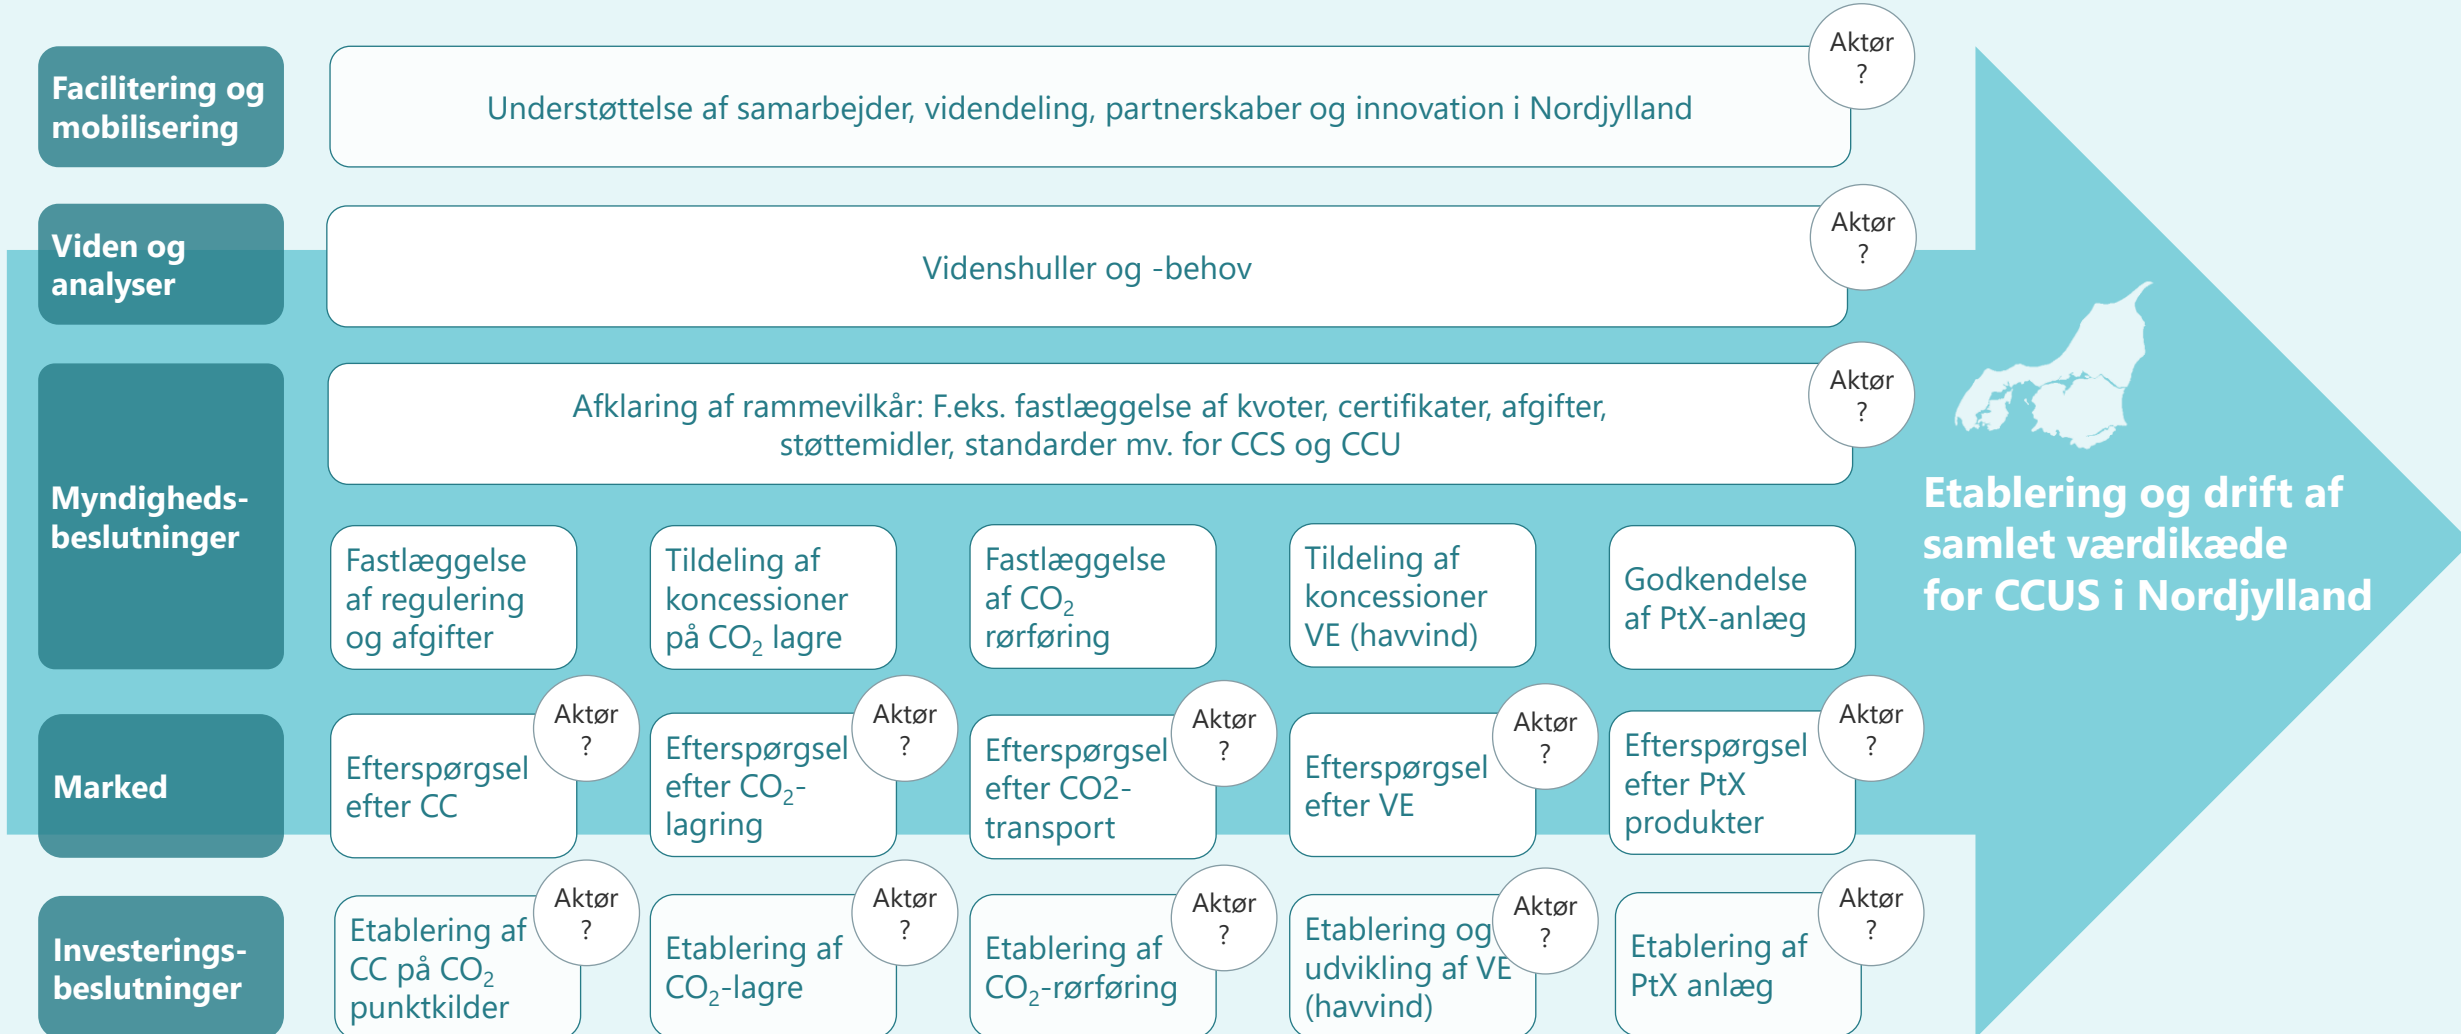 Facilitering og
mobilisering
Understøttelse af samarbejder, videndeling, partnerskaber og innovation i Nordjylland
Aktør
?
Viden og
analyser
Videnshuller og -behov
Aktør
?
Myndigheds-
beslutninger
Afklaring af rammevilkår: F.eks. fastlæggelse af kvoter, certifikater, afgifter,
støttemidler, standarder mv. for CCS og CCU
Aktør
?
Fastlæggelse
af regulering
og afgifter
Tildeling af
koncessioner
på CO₂ lagre
Fastlæggelse
af CO₂
rørføring
Tildeling af
koncessioner
VE (havvind)
Godkendelse
af PtX-anlæg
Marked
Efterspørgsel
efter CC
Aktør
?
Efterspørgsel
efter CO₂-
lagring
Aktør
?
Efterspørgsel
efter CO2-
transport
Aktør
?
Efterspørgsel
efter VE
Aktør
?
Efterspørgsel
efter PtX
produkter
Aktør
?
Investerings-
beslutninger
Etablering af
CC på CO₂
punktkilder
Aktør
?
Etablering af
CO₂-lagre
Aktør
?
Etablering af
CO₂-rørføring
Aktør
?
Etablering og
udvikling af VE
(havvind)
Aktør
?
Etablering af
PtX anlæg
Aktør
?
Etablering og drift af
samlet værdikæde
for CCUS i Nordjylland